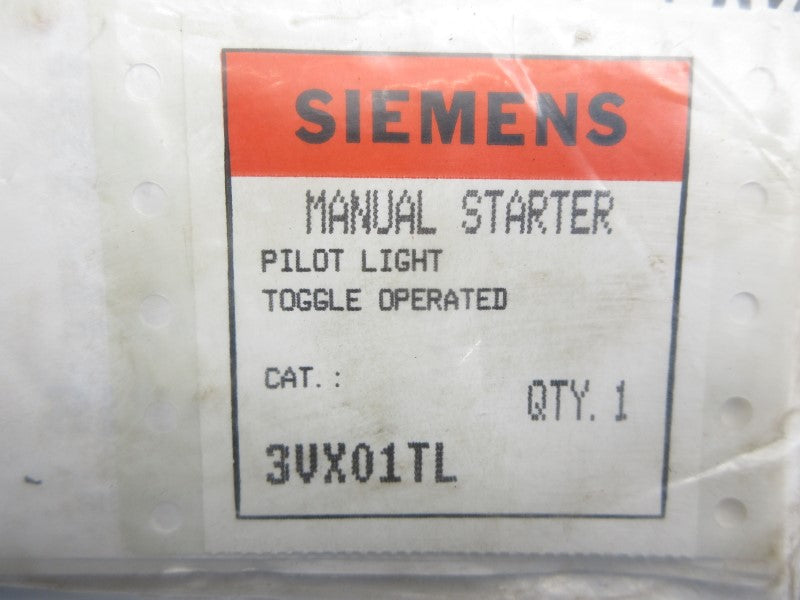 SIEMENS
MANUAL STARTER
PILOT LIGHT
TOGGLE OPERATED
CAT.:
QTY. 1
3VX01TL